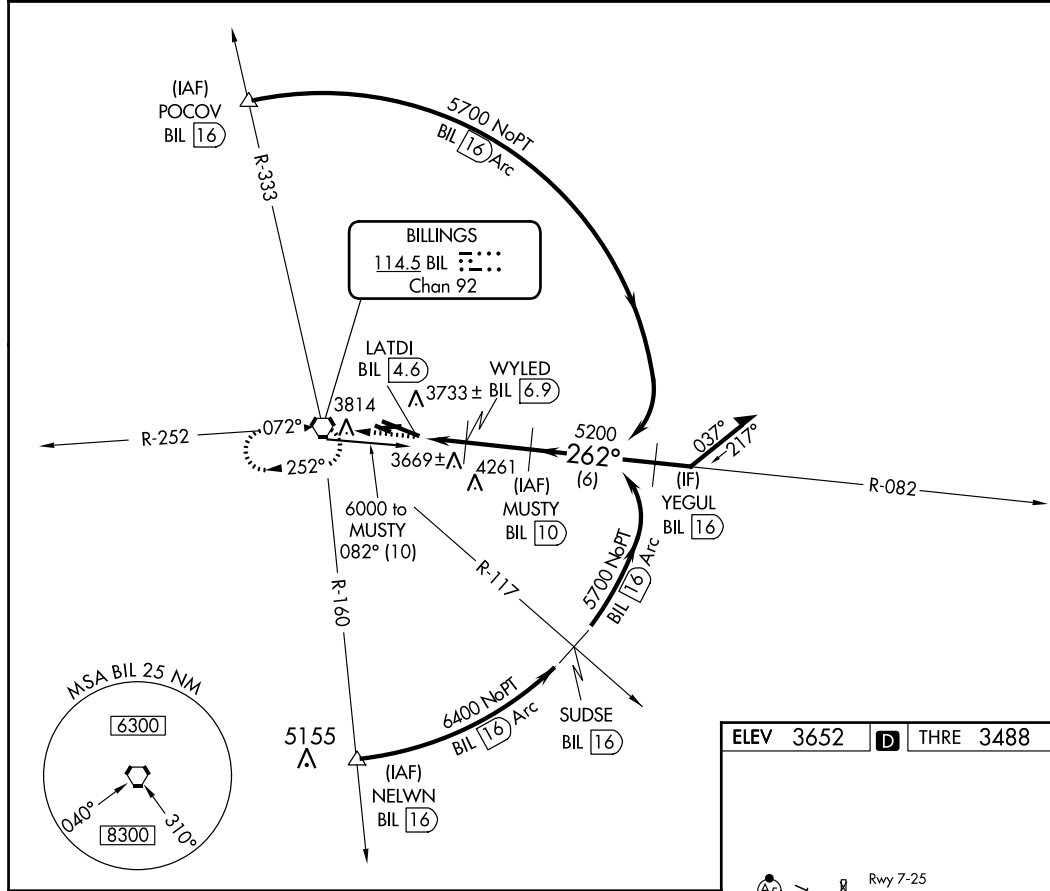 (IAF)
POCOV
BIL 16
5700 NoPT
BIL 16 Arc
R-333
BILLINGS
114.5 BIL
Chan 92
LATDI
BIL 4.6
3733 ±
WYLED
BIL 6.9
3814
R-252
072°
252°
3669 ±
4261
(IAF)
MUSTY
BIL 10
5200
262°
(6)
037°
217°
(IF)
YEGUL
BIL 16
R-082
6000 to
MUSTY
082° (10)
R-117
R-160
5700 NoPT
BIL 16 Arc
6400 NoPT
BIL 16 Arc
SUDSE
BIL 16
5155
(IAF)
NELWN
BIL 16
MSA BIL 25 NM
6300
040°
310°
8300
ELEV 3652 D THRE 3488
Rwy 7-25